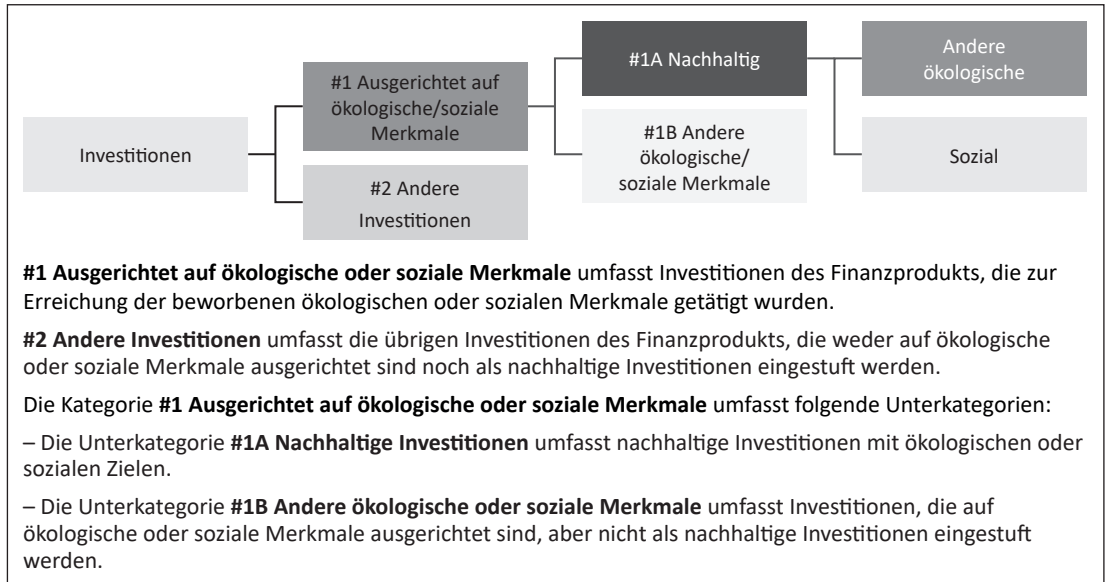 Investitionen
#1 Ausgerichtet auf
ökologische/soziale
Merkmale
#2 Andere
Investitionen
#1A Nachhaltig
#1B Andere
ökologische/
soziale Merkmale
Andere
ökologische
Sozial
#1 Ausgerichtet auf ökologische oder soziale Merkmale umfasst Investitionen des Finanzprodukts, die zur
Erreichung der beworbenen ökologischen oder sozialen Merkmale getätigt wurden.
#2 Andere Investitionen umfasst die übrigen Investitionen des Finanzprodukts, die weder auf ökologische
oder soziale Merkmale ausgerichtet sind noch als nachhaltige Investitionen eingestuft werden.
Die Kategorie #1 Ausgerichtet auf ökologische oder soziale Merkmale umfasst folgende Unterkategorien:
– Die Unterkategorie #1A Nachhaltige Investitionen umfasst nachhaltige Investitionen mit ökologischen oder
sozialen Zielen.
– Die Unterkategorie #1B Andere ökologische oder soziale Merkmale umfasst Investitionen, die auf
ökologische oder soziale Merkmale ausgerichtet sind, aber nicht als nachhaltige Investitionen eingestuft
werden.